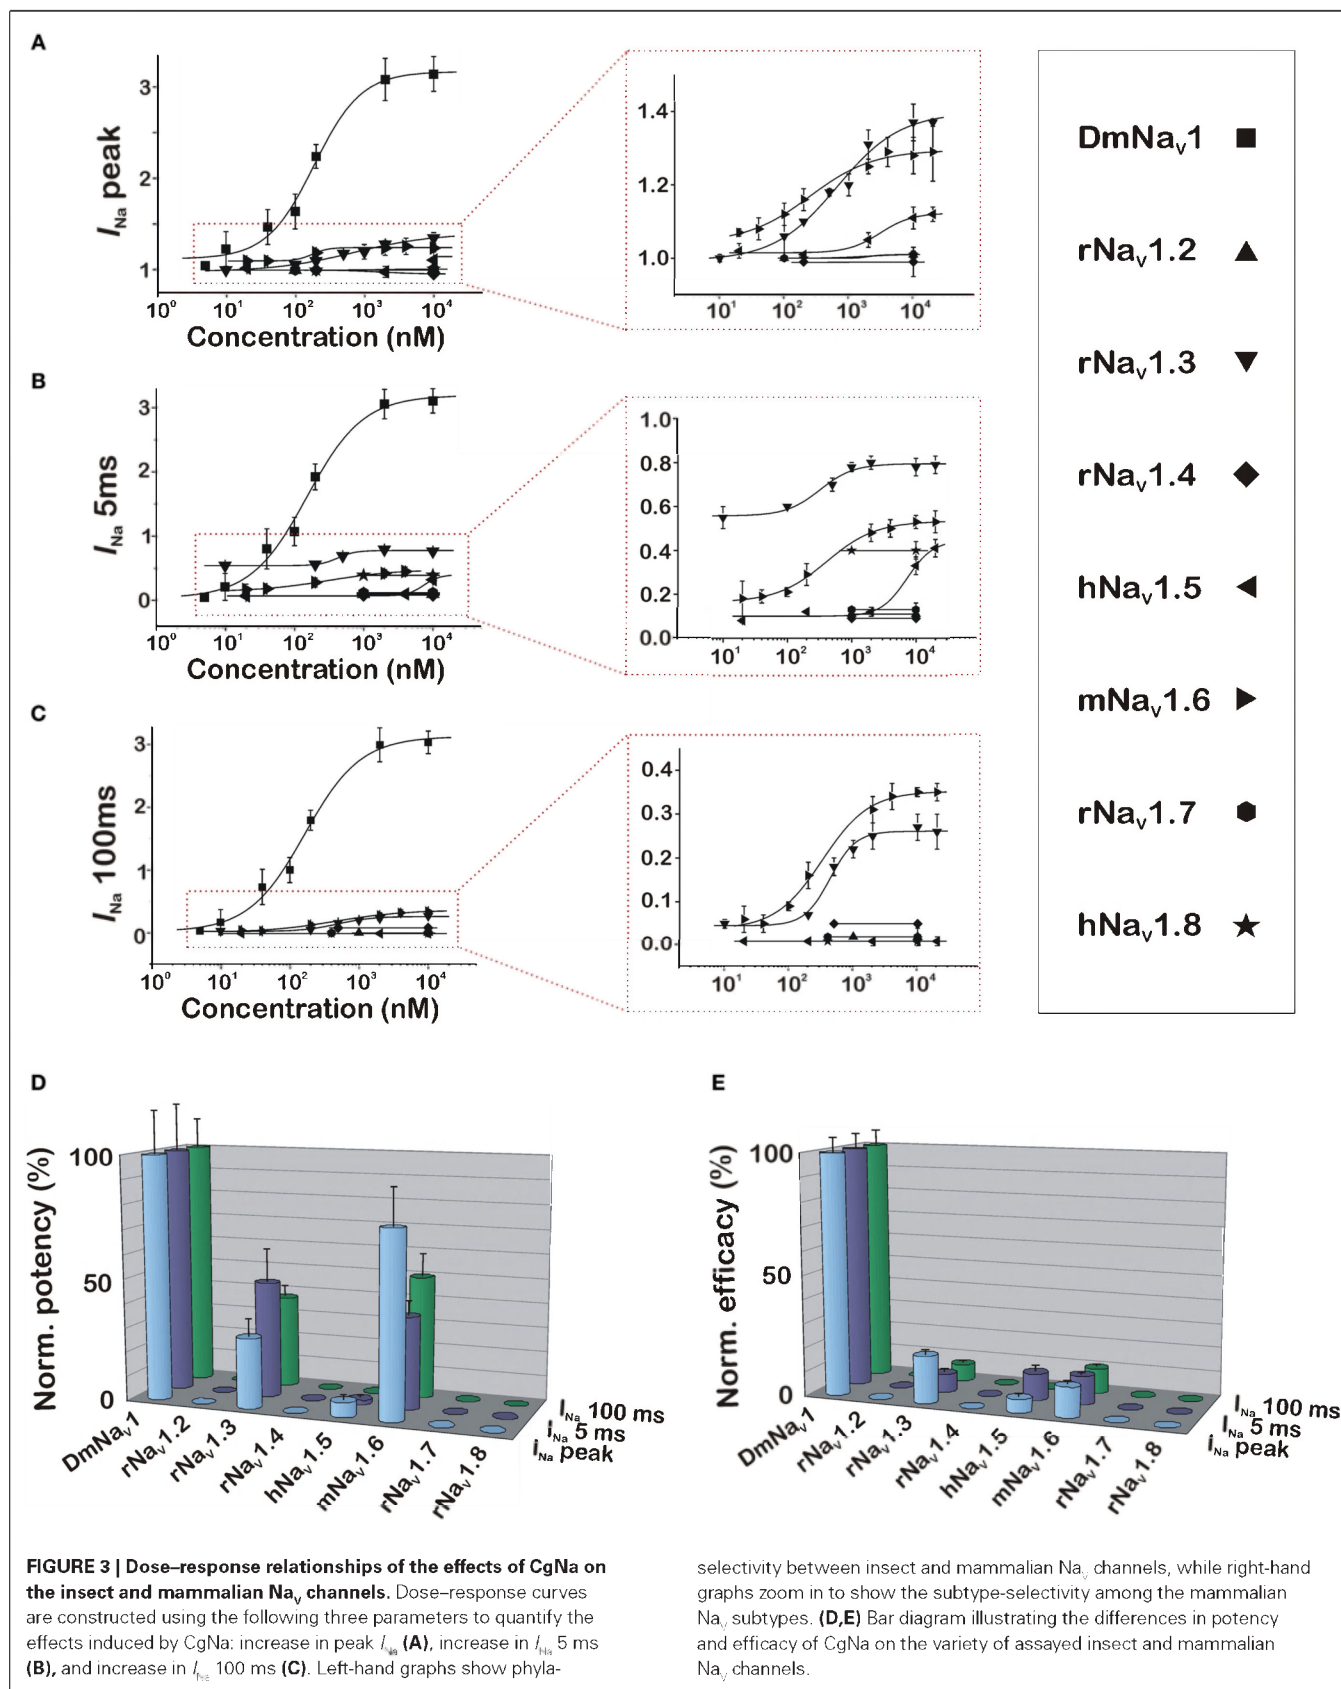 A
I Na peak
3
2
1
10⁰ 10¹ 10² 10³ 10⁴
Concentration (nM)
1.4
1.2
1.0
10¹ 10² 10³ 10⁴
B
I Na 5ms
3
2
1
0
10⁰ 10¹ 10² 10³ 10⁴
Concentration (nM)
1.0
0.8
0.6
0.4
0.2
0.0
10¹ 10² 10³ 10⁴
C
I Na 100ms
3
2
1
0
10⁰ 10¹ 10² 10³ 10⁴
Concentration (nM)
0.4
0.3
0.2
0.1
0.0
10¹ 10² 10³ 10⁴
DmNav1
rNav1.2
rNav1.3
rNav1.4
hNav1.5
mNav1.6
rNav1.7
hNav1.8
D
Norm. potency (%)
100
50
0
DmNav1
rNav1.2
rNav1.3
rNav1.4
hNav1.5
mNav1.6
rNav1.7
rNav1.8
INa 100 ms
iNa 5 ms
iNa peak
E
Norm. efficacy (%)
100
50
0
DmNav1
rNav1.2
rNav1.3
rNav1.4
hNav1.5
mNav1.6
rNav1.7
rNav1.8
INa 100 ms
INa 5 ms
iNa peak
FIGURE 3 | Dose–response relationships of the effects of CgNa on
the insect and mammalian Nav channels. Dose–response curves
are constructed using the following three parameters to quantify the
effects induced by CgNa: increase in peak INa (A), increase in INa 5 ms
(B), and increase in INa 100 ms (C). Left-hand graphs show phyla-
selectivity between insect and mammalian Nav channels, while right-hand
graphs zoom in to show the subtype-selectivity among the mammalian
Nav subtypes. (D,E) Bar diagram illustrating the differences in potency
and efficacy of CgNa on the variety of assayed insect and mammalian
Nav channels.